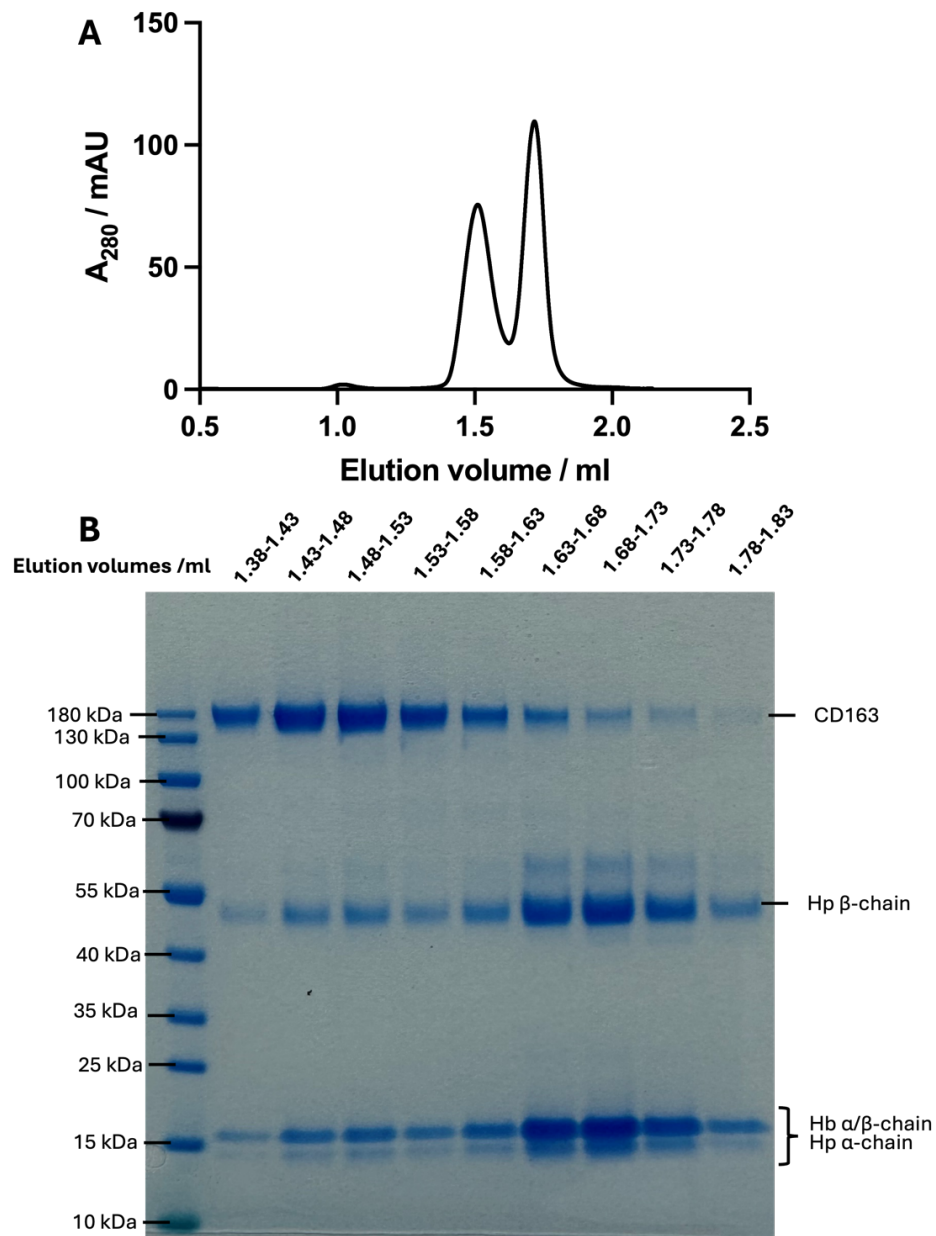 A
150
100
50
0
A280 / mAU
0.5 1.0 1.5 2.0 2.5
Elution volume / ml
B
Elution volumes /ml
1.38-1.43
1.43-1.48
1.48-1.53
1.53-1.58
1.58-1.63
1.63-1.68
1.68-1.73
1.73-1.78
1.78-1.83
180 kDa
CD163
130 kDa
100 kDa
70 kDa
55 kDa
Hp β-chain
40 kDa
35 kDa
25 kDa
Hb α/β-chain
15 kDa
Hp α-chain
10 kDa